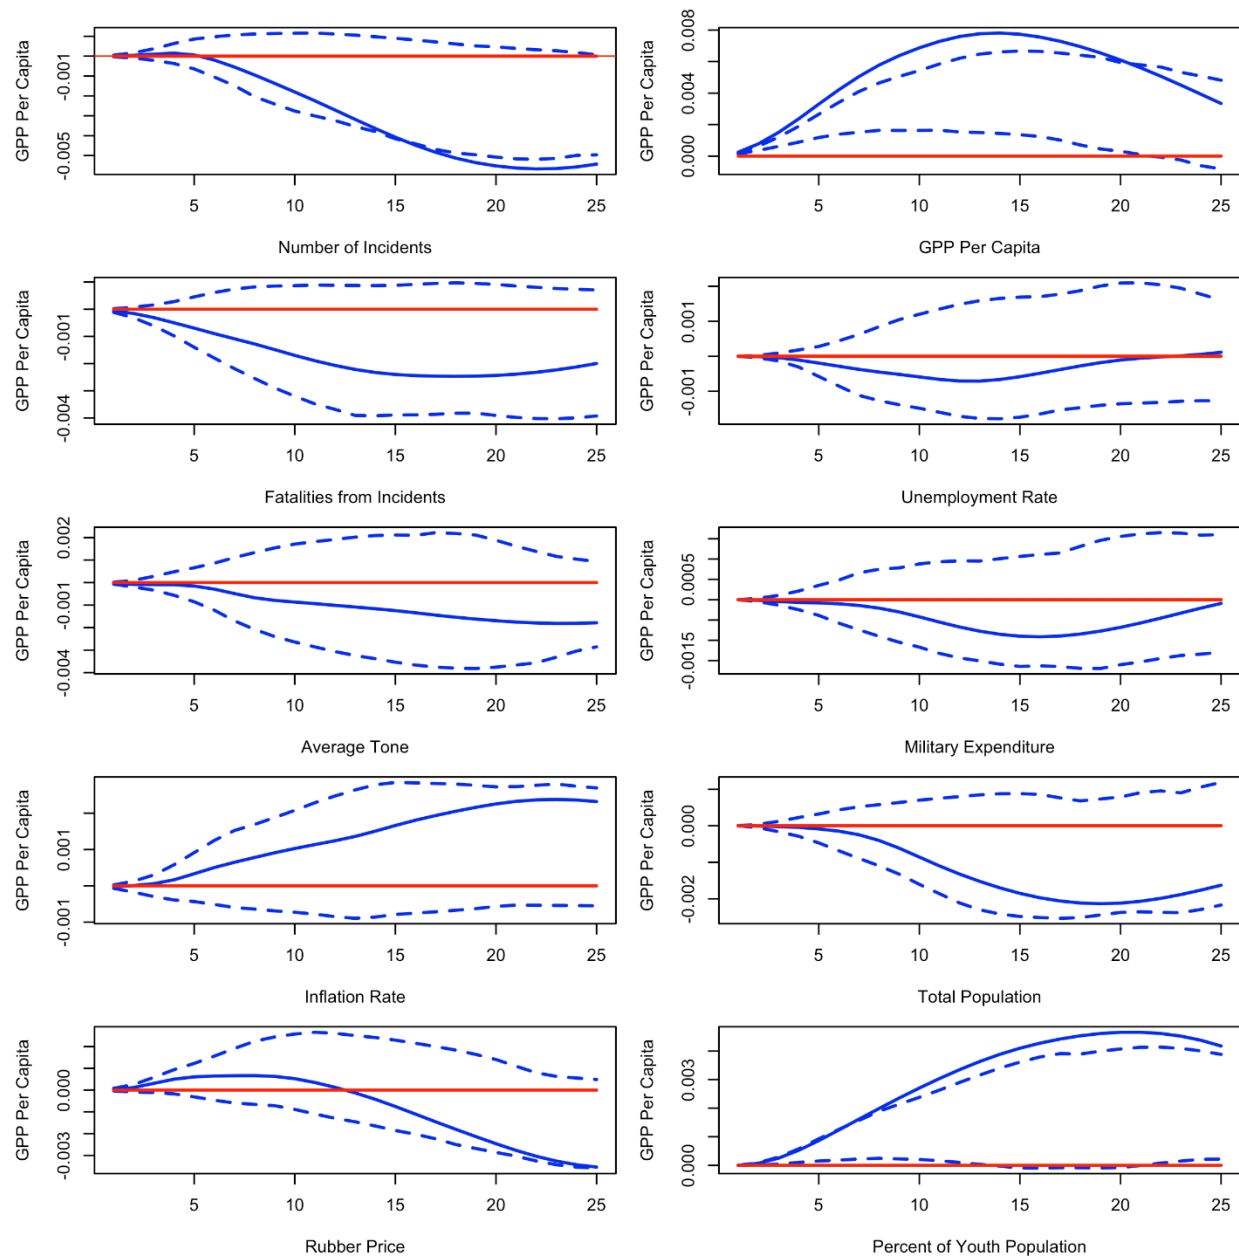 GPP Per Capita
-0.001
-0.005
5 10 15 20 25
Number of Incidents
GPP Per Capita
0.008
0.004
0.000
5 10 15 20 25
GPP Per Capita
GPP Per Capita
-0.001
-0.004
5 10 15 20 25
Fatalities from Incidents
GPP Per Capita
0.001
-0.001
5 10 15 20 25
Unemployment Rate
GPP Per Capita
0.002
-0.001
-0.004
5 10 15 20 25
Average Tone
GPP Per Capita
0.0005
-0.0015
5 10 15 20 25
Military Expenditure
GPP Per Capita
0.001
-0.001
5 10 15 20 25
Inflation Rate
GPP Per Capita
0.000
-0.002
5 10 15 20 25
Total Population
GPP Per Capita
0.000
-0.003
5 10 15 20 25
Rubber Price
GPP Per Capita
0.003
0.000
5 10 15 20 25
Percent of Youth Population